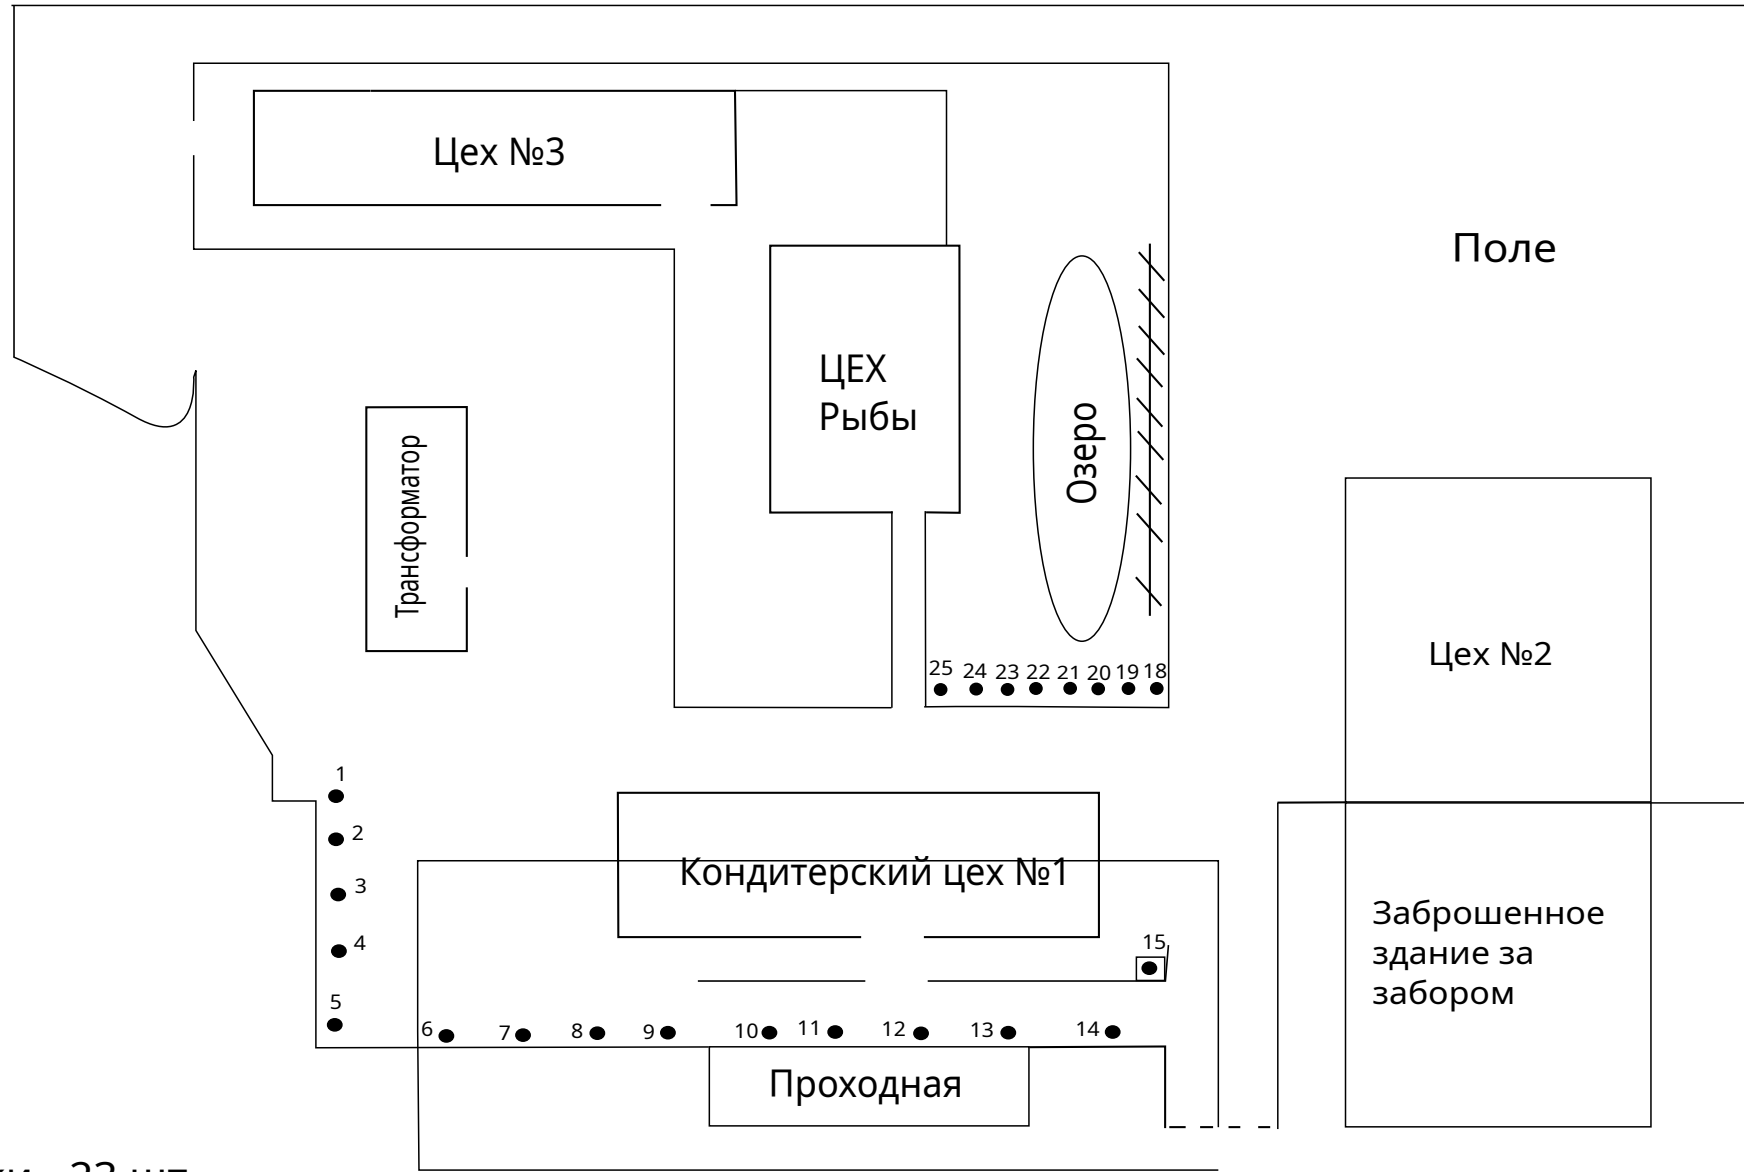 Цех №3
Поле
ЦЕХ
Рыбы
Озеро
Трансформатор
Цех №2
25 24 23 22 21 20 19 18
1
2
3
4
5
Кондитерский цех №1
Заброшенное
здание за
забором
15
6 7 8 9 10 11 12 13 14
Проходная